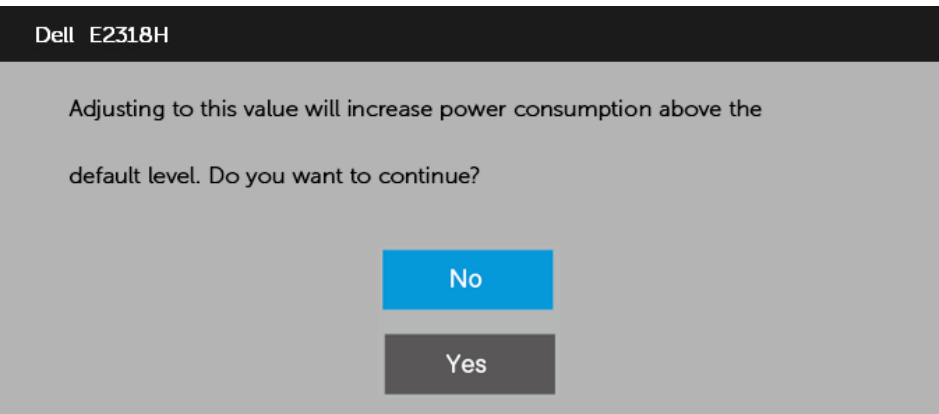 Dell E2318H
Adjusting to this value will increase power consumption above the
default level. Do you want to continue?
No
Yes